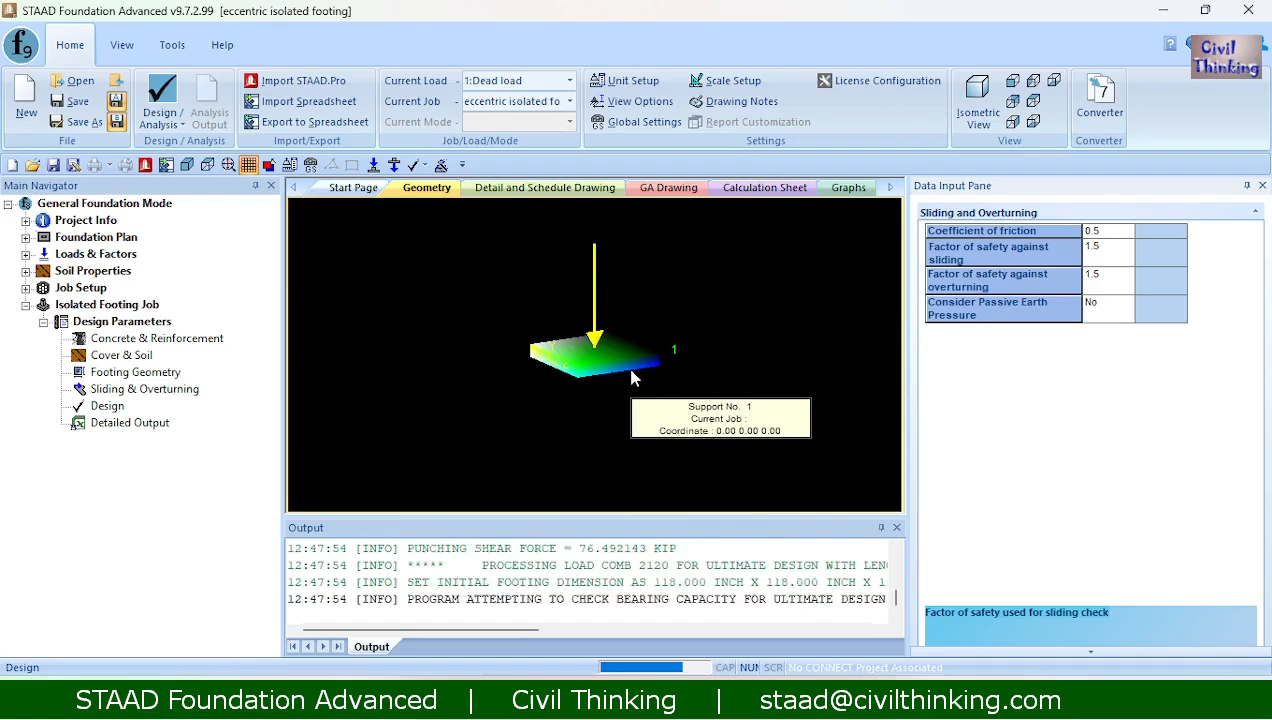 STAAD Foundation Advanced v9.7.2.99 [eccentric isolated footing]
Home View Tools Help
Civil
Thinking
New
Open
Save
Save As
Design /
Analysis
Analysis
Output
Import STAAD.Pro
Import Spreadsheet
Export to Spreadsheet
Current Load 1:Dead load
Current Job eccentric isolated fo
Current Mode
Unit Setup Scale Setup License Configuration
View Options Drawing Notes
Global Settings Report Customization
Isometric
View
Converter
File Design / Analysis Import/Export Job/Load/Mode Settings View Converter
Main Navigator
General Foundation Mode
Project Info
Foundation Plan
Loads & Factors
Soil Properties
Job Setup
Isolated Footing Job
Design Parameters
Concrete & Reinforcement
Cover & Soil
Footing Geometry
Sliding & Overturning
Design
Detailed Output
Start Page Geometry Detail and Schedule Drawing GA Drawing Calculation Sheet Graphs
1
Support No. 1
Current Job :
Coordinate : 0.00 0.00 0.00
Output
12:47:54 [INFO] PUNCHING SHEAR FORCE = 76.492143 KIP
12:47:54 [INFO] ***** PROCESSING LOAD COMB 2120 FOR ULTIMATE DESIGN WITH LEN
12:47:54 [INFO] SET INITIAL FOOTING DIMENSION AS 118.000 INCH X 118.000 INCH X 1
12:47:54 [INFO] PROGRAM ATTEMPTING TO CHECK BEARING CAPACITY FOR ULTIMATE DESIGN
Output
Data Input Pane
Sliding and Overturning
Coefficient of friction 0.5
Factor of safety against
sliding 1.5
Factor of safety against
overturning 1.5
Consider Passive Earth
Pressure No
Factor of safety used for sliding check
Design CAP NUM SCR No CONNECT Project Associated
STAAD Foundation Advanced | Civil Thinking | staad@civilthinking.com